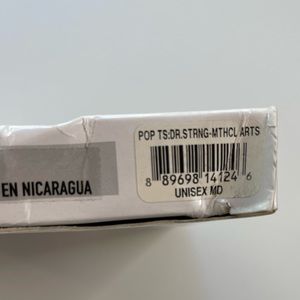 POP TS:DR.STRNG-MTHCL ARTS
8 89698 14124 6
UNISEX MD
EN NICARAGUA